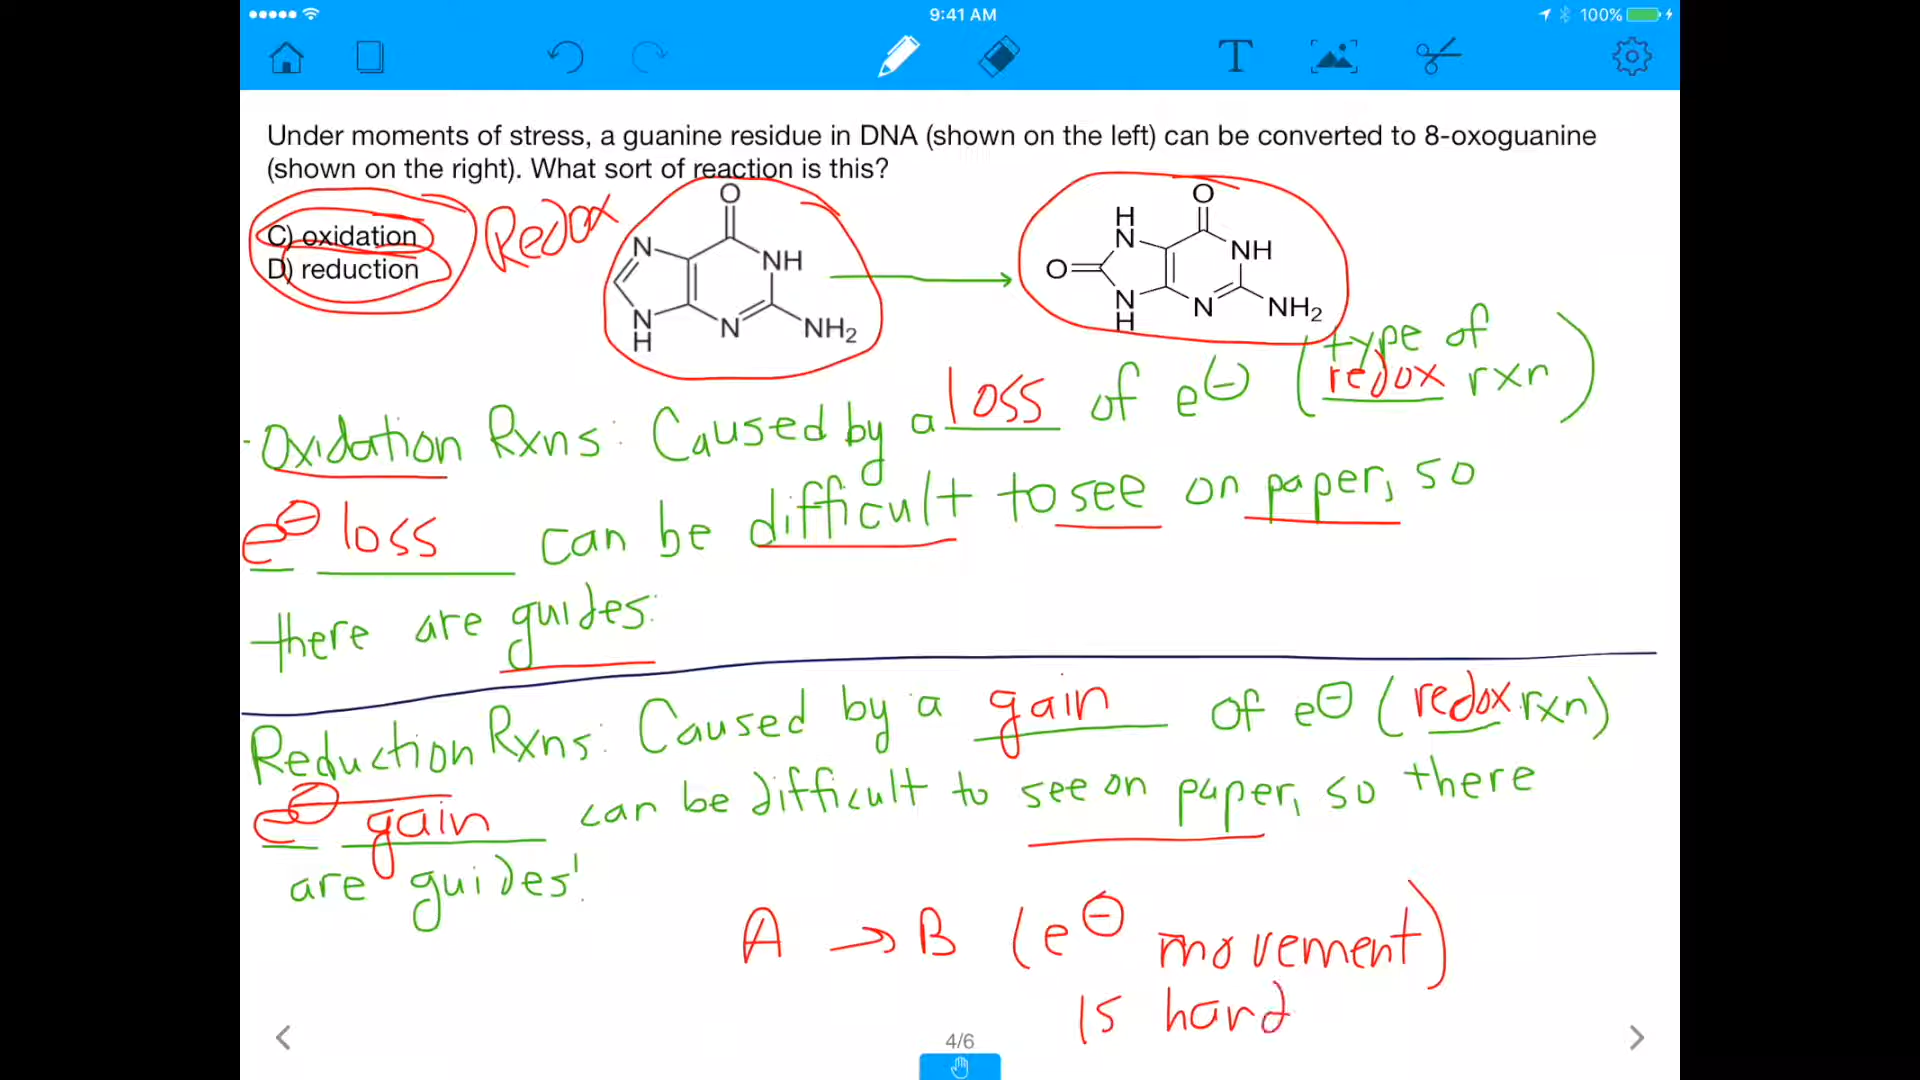 9:41 AM
100%
T
Under moments of stress, a guanine residue in DNA (shown on the left) can be converted to 8-oxoguanine
(shown on the right). What sort of reaction is this?
C) oxidation
D) reduction
Redox
O
N
NH
N
H
N
NH2
O
H
N
NH
O
N
H
N
NH2
Oxidation Rxns: Caused by a loss of e⊖ (type of redox rxn)
e⊖ loss can be difficult to see on paper, so
there are guides:
Reduction Rxns: Caused by a gain of e⊖ (redox rxn)
e⊖ gain can be difficult to see on paper, so there
are guides:
A → B (e⊖ movement)
is hard
4/6